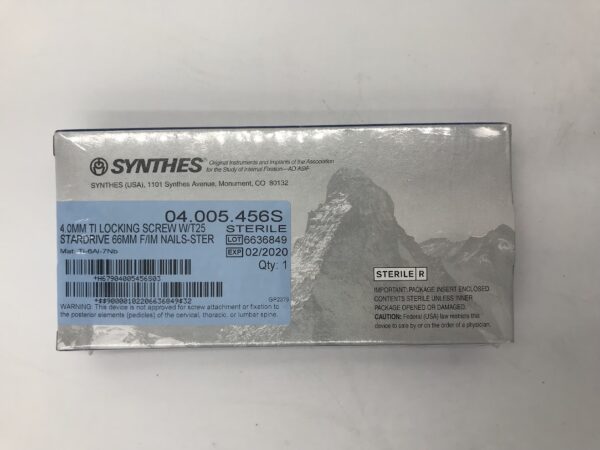 SYNTHES®
Original Instruments and Implants of the Association
for the Study of Internal Fixation—AO ASIF
SYNTHES (USA), 1101 Synthes Avenue, Monument, CO 80132
04.005.456S
4.0MM TI LOCKING SCREW W/T25
STERILE
STARDRIVE 66MM F/IM NAILS-STER
LOT 6636849
Mat: Ti-6Al-7Nb
EXP 02/2020
Qty: 1
*H67904005456S03
*+$$90000102206636849#32
GP2379
WARNING: This device is not approved for screw attachment or fixation to
the posterior elements (pedicles) of the cervical, thoracic, or lumbar spine.
STERILE R
IMPORTANT: PACKAGE INSERT ENCLOSED
CONTENTS STERILE UNLESS INNER
PACKAGE OPENED OR DAMAGED.
CAUTION: Federal (USA) law restricts this
device to sale by or on the order of a physician.